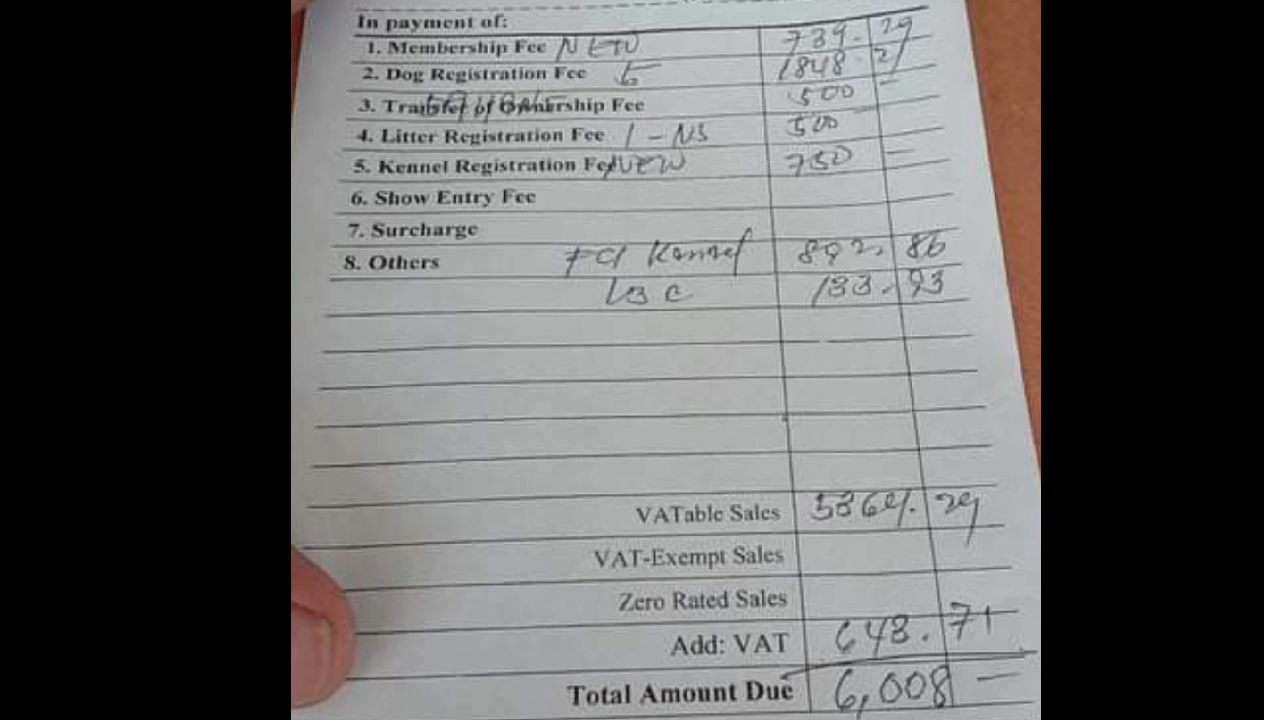 In payment of:
1. Membership Fee NEW 739. 29
2. Dog Registration Fee 5 1848. 21
3. Transfer of Ownership Fee 500 -
4. Litter Registration Fee 1 - NS 500
5. Kennel Registration Fee NEW 750 -
6. Show Entry Fee
7. Surcharge
8. Others FCI Kennel 892. 86
LBC 133. 93
VATable Sales 5364. 29
VAT-Exempt Sales
Zero Rated Sales
Add: VAT 643. 71
Total Amount Due 6,008 -